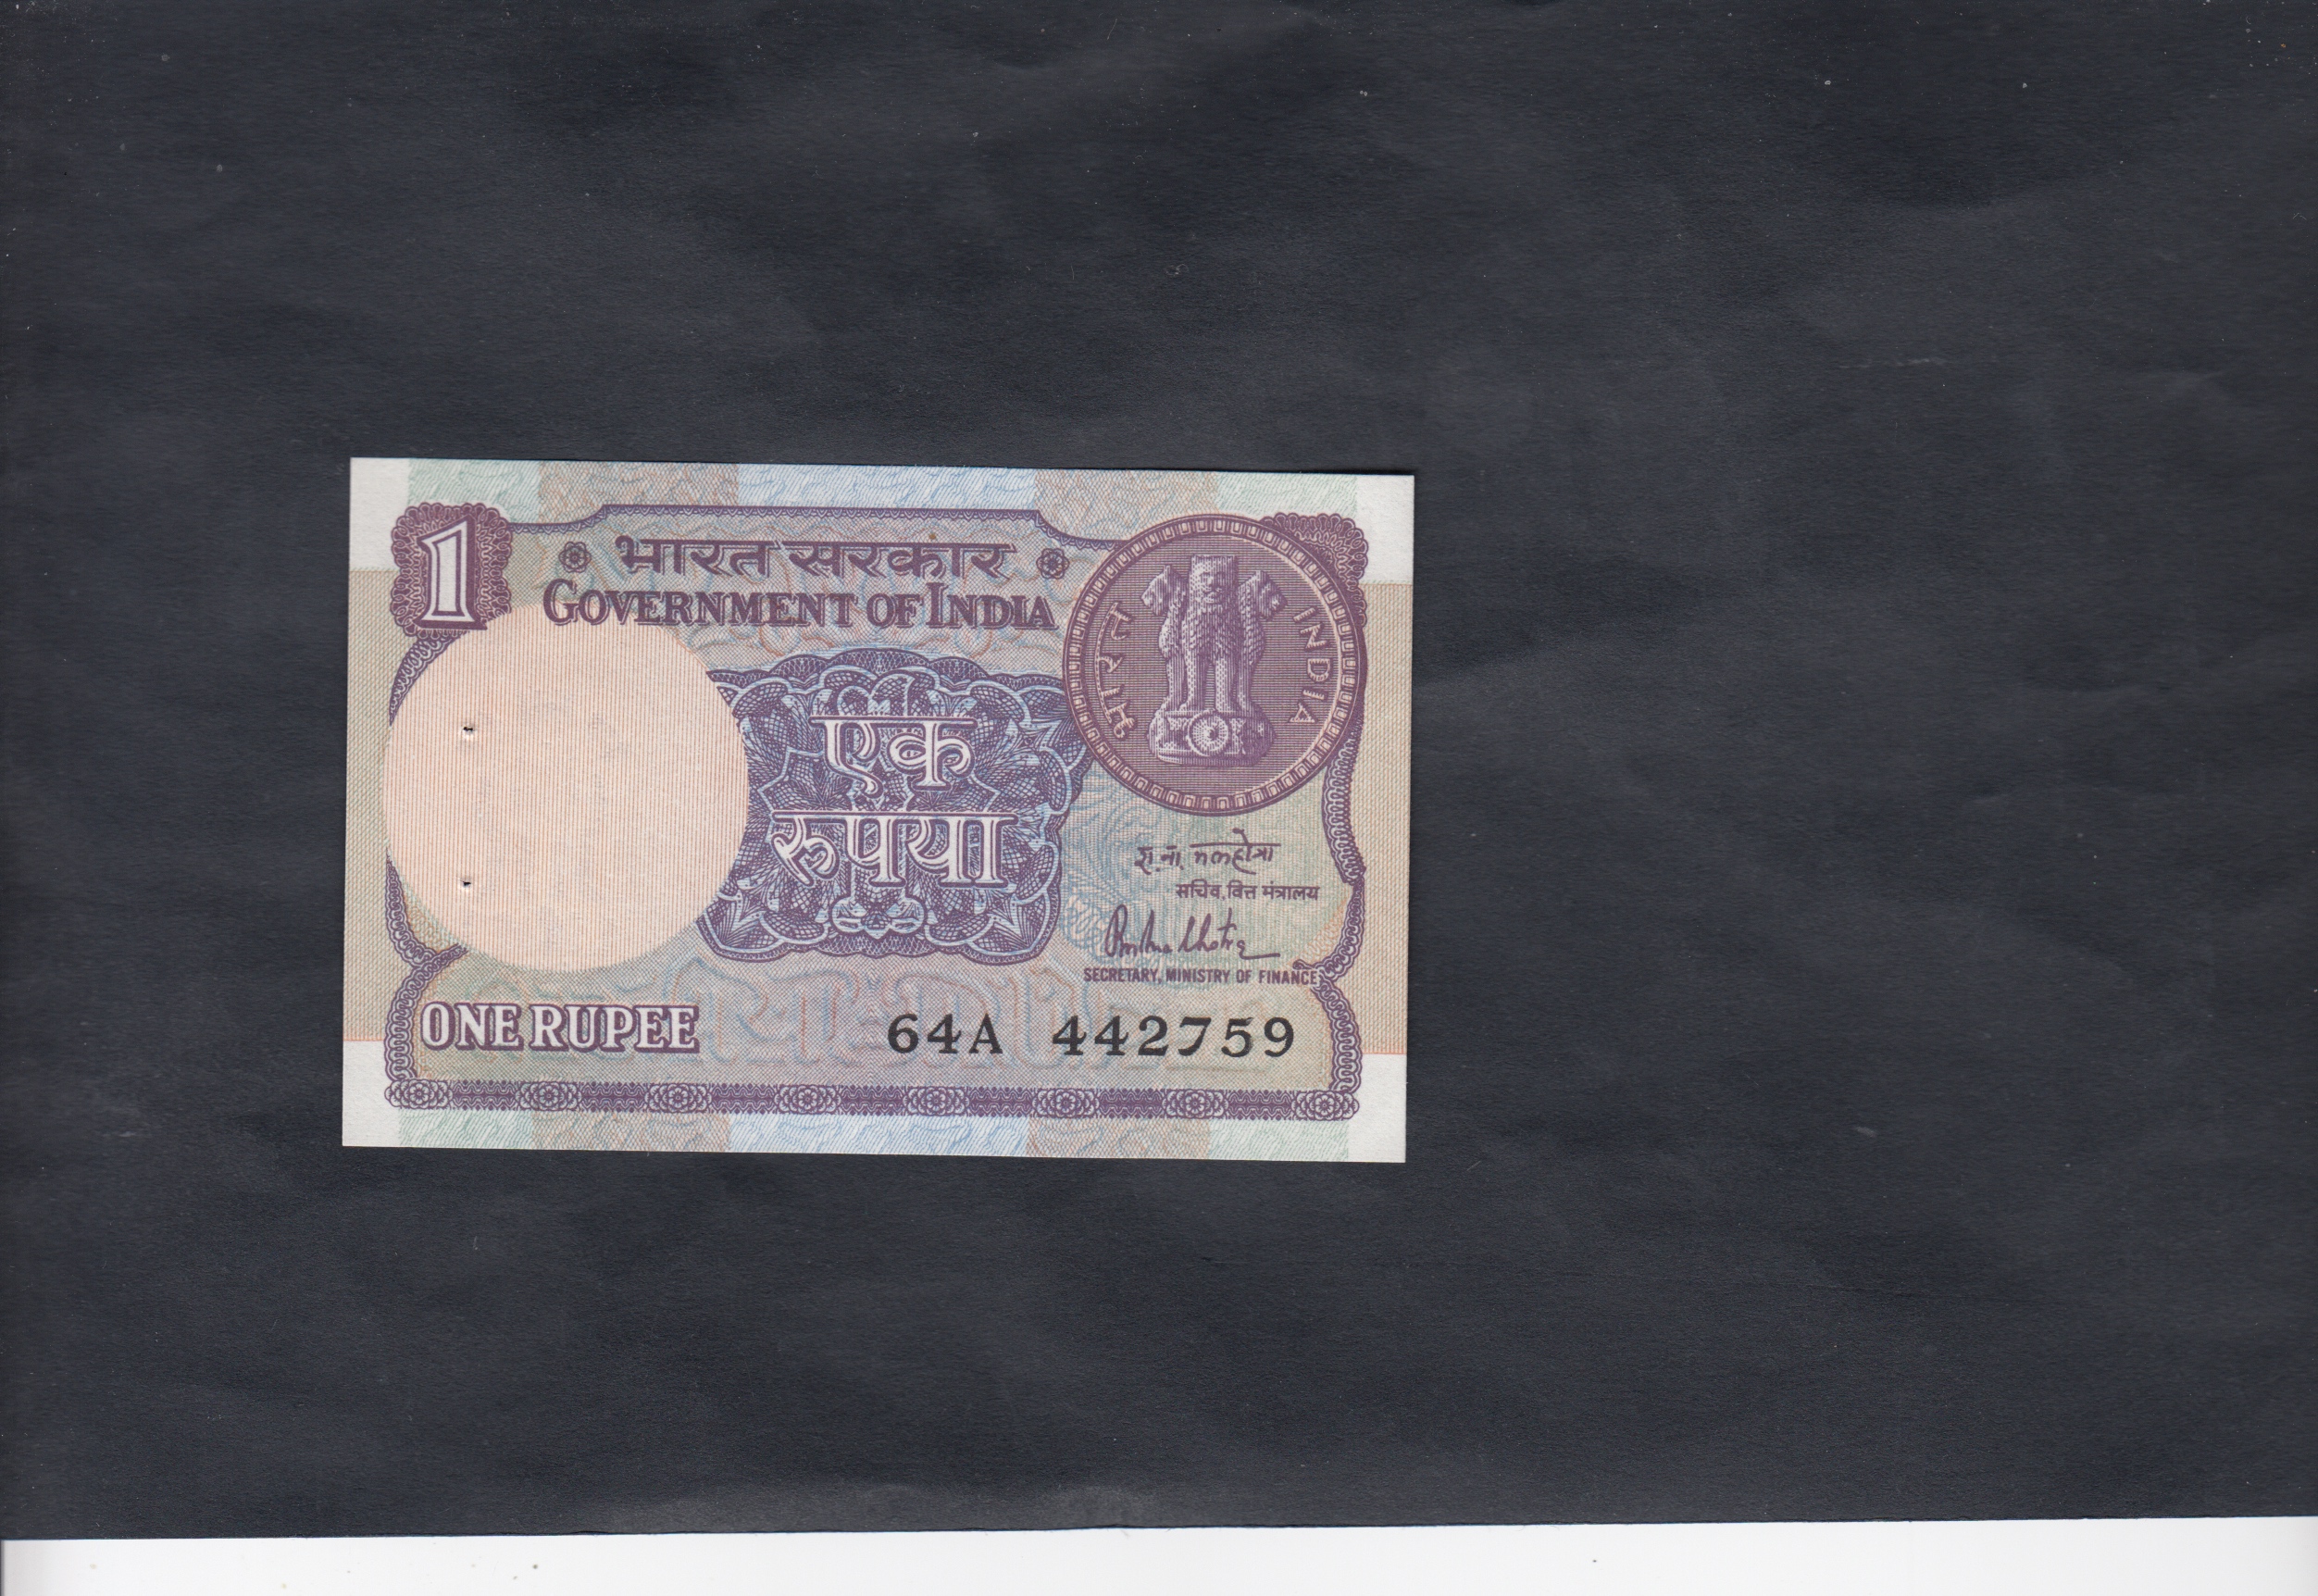 1
भारत सरकार
GOVERNMENT OF INDIA
भारत
INDIA
एक
रुपया
रा. ना. मल्होत्रा
सचिव, वित्त मंत्रालय
SECRETARY, MINISTRY OF FINANCE
ONE RUPEE
64A 442759